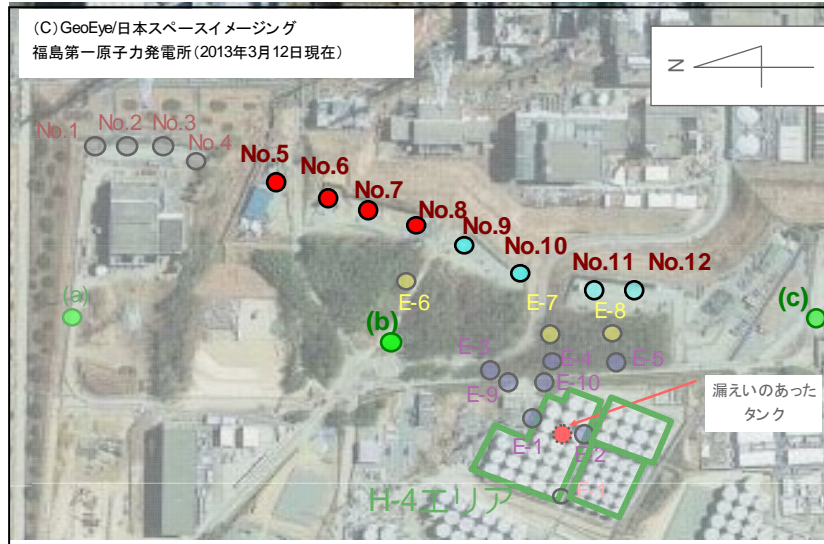 (C)GeoEye/日本スペースイメージング
福島第一原子力発電所(2013年3月12日現在)
N
No.1
No.2
No.3
No.4
No.5
No.6
No.7
No.8
No.9
No.10
No.11
No.12
(a)
(b)
(c)
E-6
E-7
E-8
E-3
E-4
E-5
E-9
E-10
漏えいのあった
タンク
E-1
E-2
F-1
H-4エリア